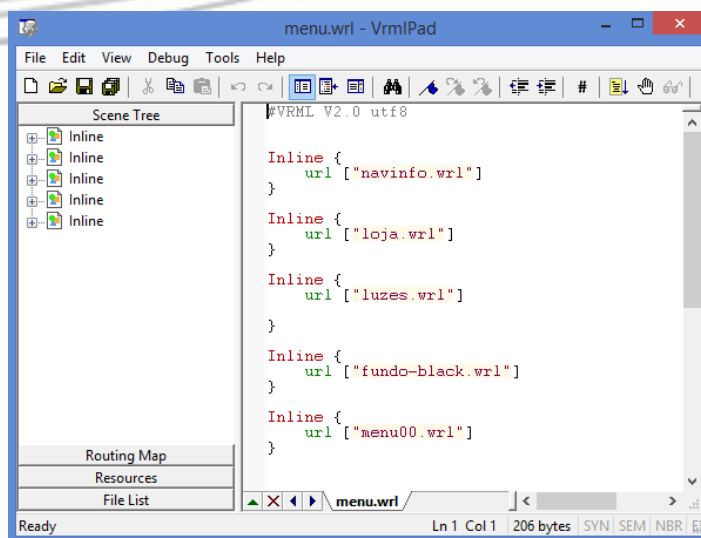 menu.wrl - VrmlPad
File Edit View Debug Tools Help
Scene Tree
Inline
Inline
Inline
Inline
Inline
Routing Map
Resources
File List
#VRML V2.0 utf8
Inline {
url ["navinfo.wrl"]
}
Inline {
url ["loja.wrl"]
}
Inline {
url ["luzes.wrl"]
}
Inline {
url ["fundo-black.wrl"]
}
Inline {
url ["menu00.wrl"]
}
menu.wrl
Ready Ln 1 Col 1 206 bytes SYN SEM NBR